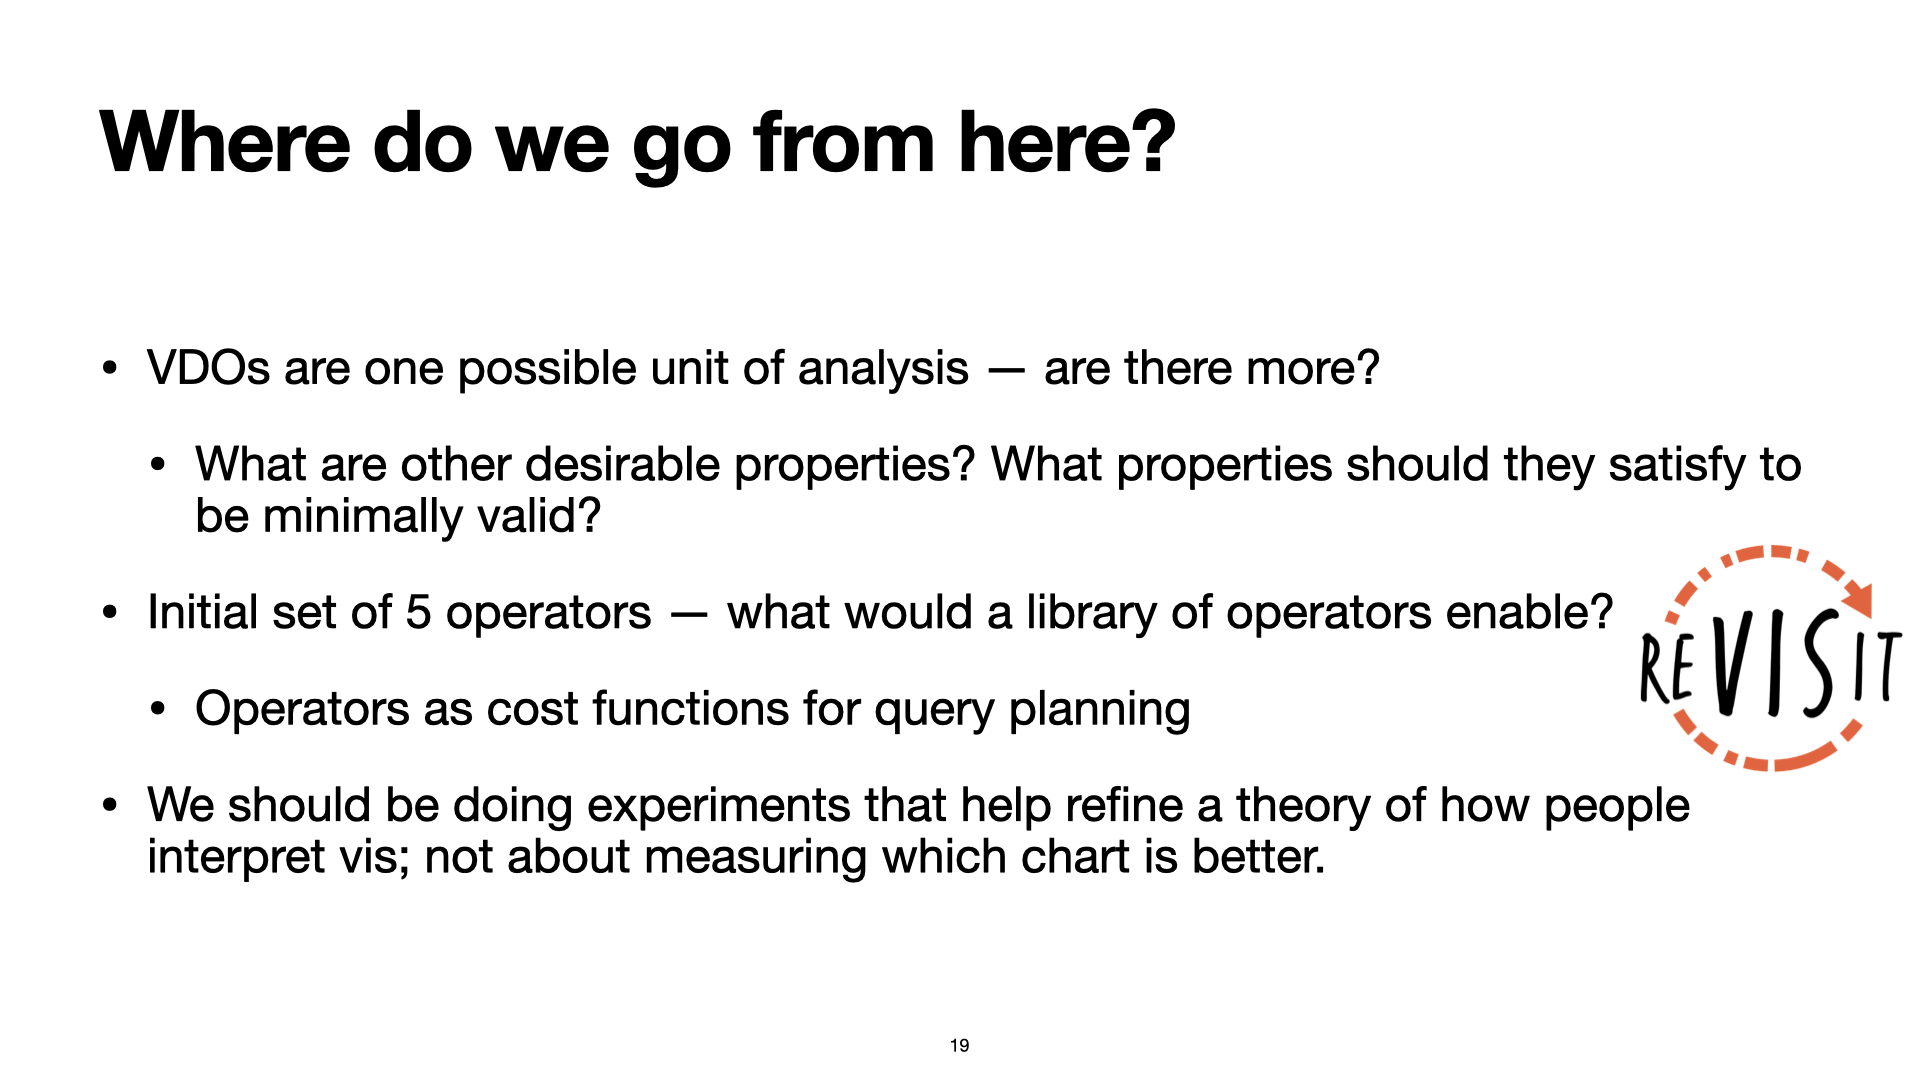 Where do we go from here?
• VDOs are one possible unit of analysis — are there more?
• What are other desirable properties? What properties should they satisfy to
be minimally valid?
• Initial set of 5 operators — what would a library of operators enable?
• Operators as cost functions for query planning
REVISIT
• We should be doing experiments that help refine a theory of how people
interpret vis; not about measuring which chart is better.
19